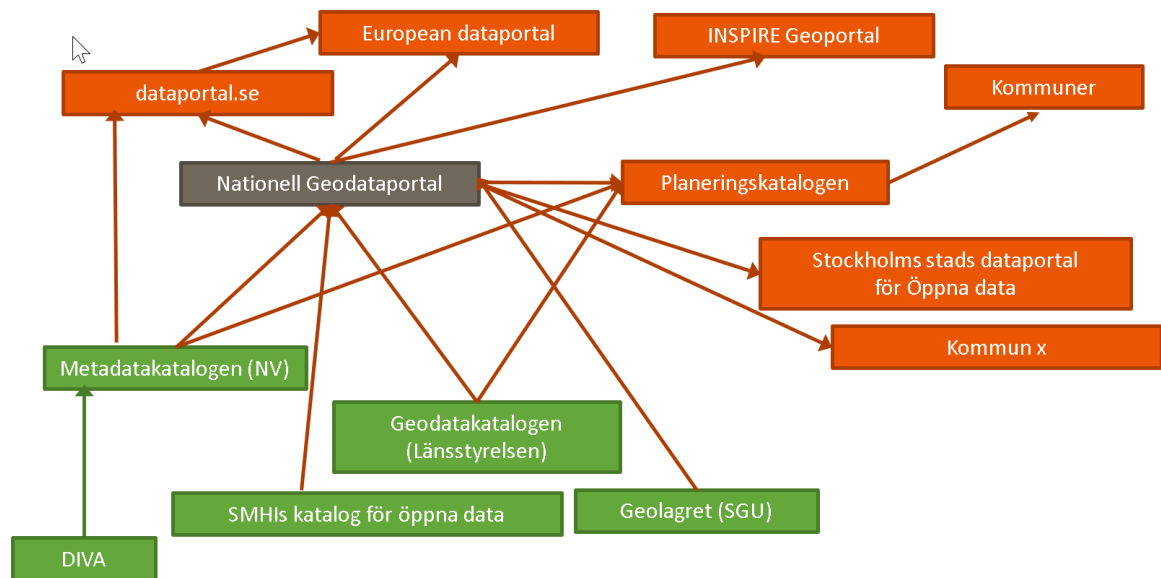 European dataportal
INSPIRE Geoportal
dataportal.se
Kommuner
Nationell Geodataportal
Planeringskatalogen
Stockholms stads dataportal
för Öppna data
Kommun x
Metadatakatalogen (NV)
Geodatakatalogen
(Länsstyrelsen)
SMHIs katalog för öppna data
Geolagret (SGU)
DIVA